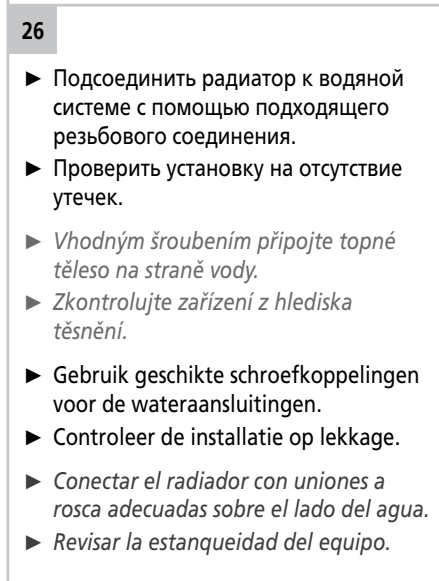 26
► Подсоединить радиатор к водяной
системе с помощью подходящего
резьбового соединения.
► Проверить установку на отсутствие
утечек.
► Vhodným šroubením připojte topné
těleso na straně vody.
► Zkontrolujte zařízení z hlediska
těsnění.
► Gebruik geschikte schroefkoppelingen
voor de wateraansluitingen.
► Controleer de installatie op lekkage.
► Conectar el radiador con uniones a
rosca adecuadas sobre el lado del agua.
► Revisar la estanqueidad del equipo.